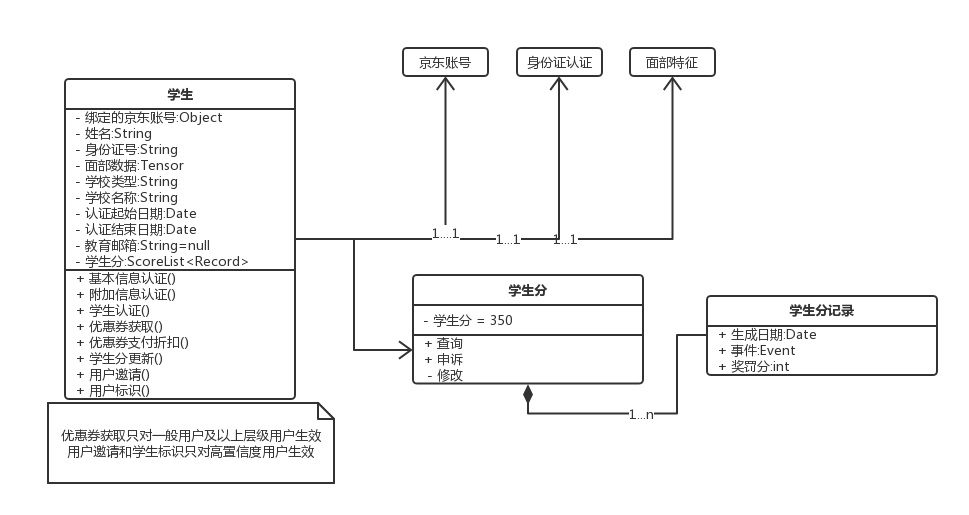 京东账号
身份证认证
面部特征
学生
- 绑定的京东账号:Object
- 姓名:String
- 身份证号:String
- 面部数据:Tensor
- 学校类型:String
- 学校名称:String
- 认证起始日期:Date
- 认证结束日期:Date
- 教育邮箱:String=null
- 学生分:ScoreList<Record>
+ 基本信息认证()
+ 附加信息认证()
+ 学生认证()
+ 优惠券获取()
+ 优惠券支付折扣()
+ 学生分更新()
+ 用户邀请()
+ 用户标识()
1....1
1...1
1...1
学生分
- 学生分 = 350
+ 查询
+ 申诉
- 修改
学生分记录
+ 生成日期:Date
+ 事件:Event
+ 奖罚分:int
1...n
优惠券获取只对一般用户及以上层级用户生效
用户邀请和学生标识只对高置信度用户生效